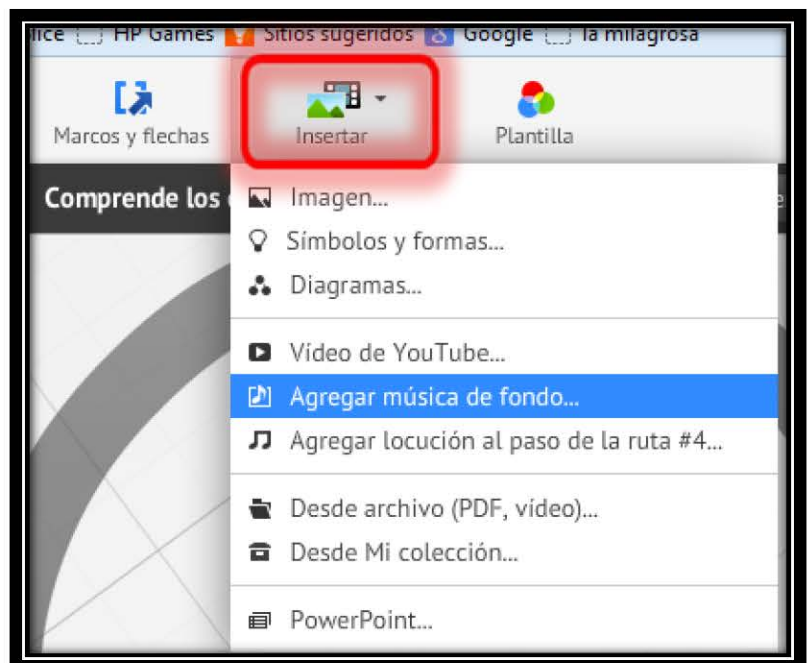 HP Games Sitios sugeridos Google la milagrosa
Marcos y flechas Insertar Plantilla
Comprende los
Imagen...
Símbolos y formas...
Diagramas...
Vídeo de YouTube...
Agregar música de fondo...
Agregar locución al paso de la ruta #4...
Desde archivo (PDF, vídeo)...
Desde Mi colección...
PowerPoint...